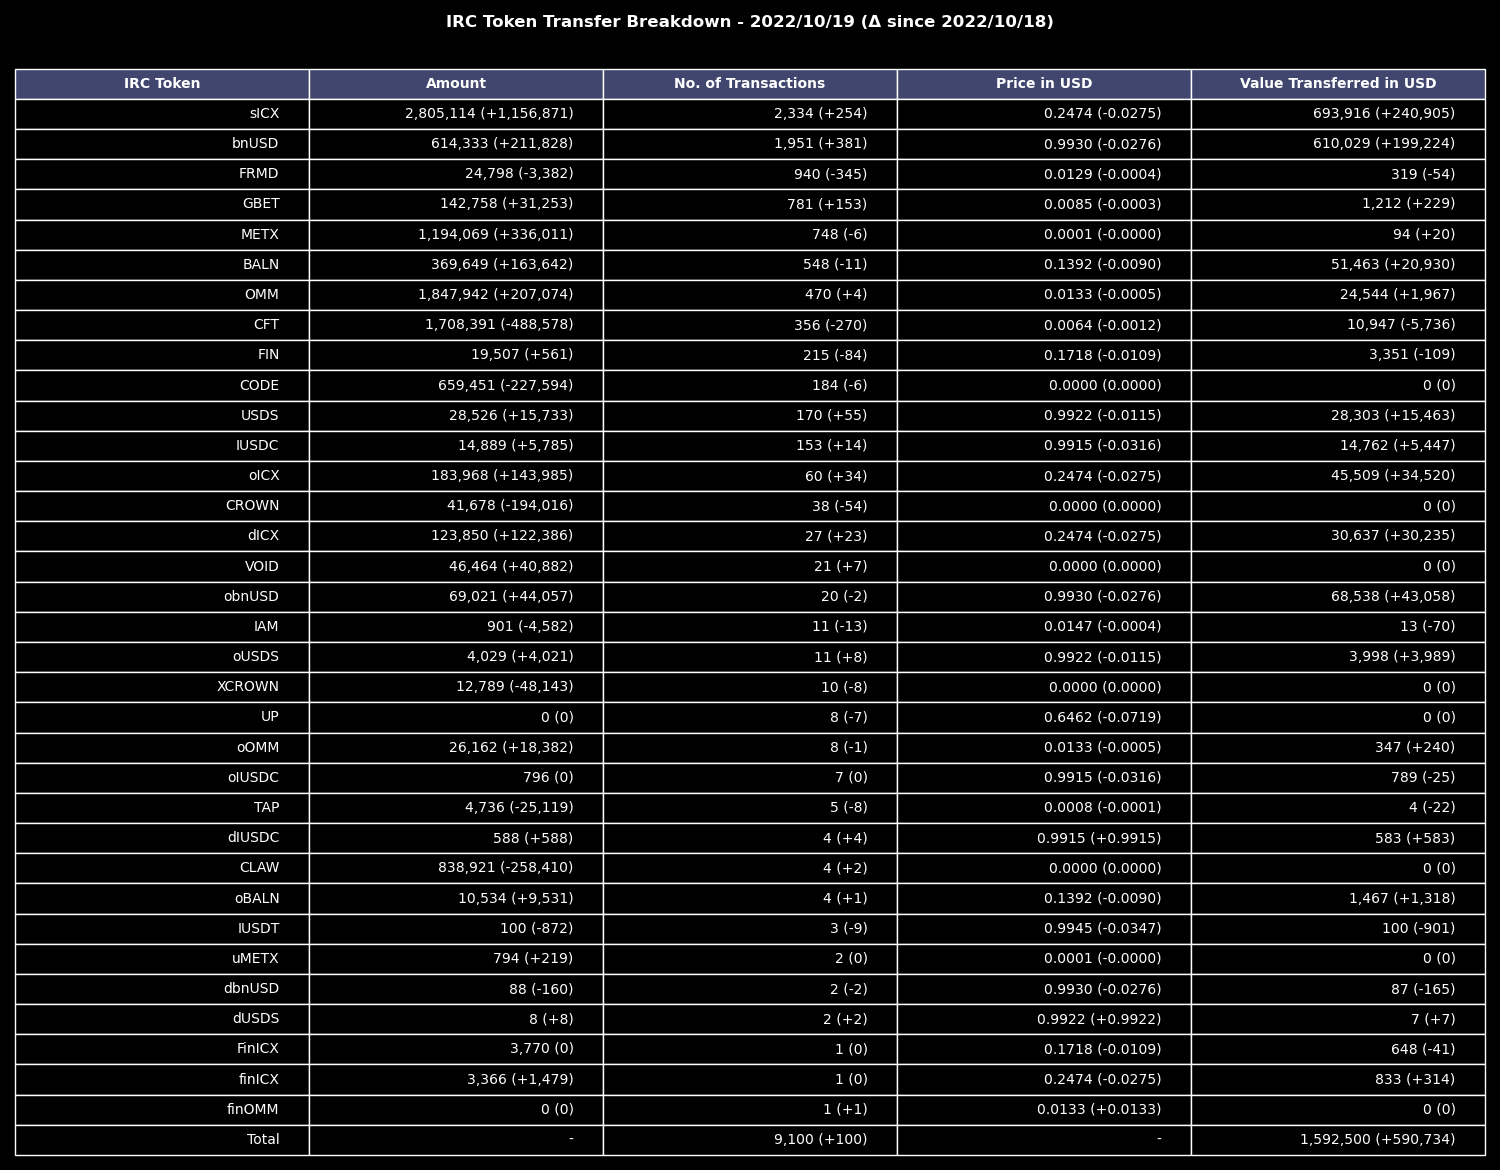 IRC Token Transfer Breakdown - 2022/10/19 (Δ since 2022/10/18)
IRC Token Amount No. of Transactions Price in USD Value Transferred in USD
sICX 2,805,114 (+1,156,871) 2,334 (+254) 0.2474 (-0.0275) 693,916 (+240,905)
bnUSD 614,333 (+211,828) 1,951 (+381) 0.9930 (-0.0276) 610,029 (+199,224)
FRMD 24,798 (-3,382) 940 (-345) 0.0129 (-0.0004) 319 (-54)
GBET 142,758 (+31,253) 781 (+153) 0.0085 (-0.0003) 1,212 (+229)
METX 1,194,069 (+336,011) 748 (-6) 0.0001 (-0.0000) 94 (+20)
BALN 369,649 (+163,642) 548 (-11) 0.1392 (-0.0090) 51,463 (+20,930)
OMM 1,847,942 (+207,074) 470 (+4) 0.0133 (-0.0005) 24,544 (+1,967)
CFT 1,708,391 (-488,578) 356 (-270) 0.0064 (-0.0012) 10,947 (-5,736)
FIN 19,507 (+561) 215 (-84) 0.1718 (-0.0109) 3,351 (-109)
CODE 659,451 (-227,594) 184 (-6) 0.0000 (0.0000) 0 (0)
USDS 28,526 (+15,733) 170 (+55) 0.9922 (-0.0115) 28,303 (+15,463)
IUSDC 14,889 (+5,785) 153 (+14) 0.9915 (-0.0316) 14,762 (+5,447)
oICX 183,968 (+143,985) 60 (+34) 0.2474 (-0.0275) 45,509 (+34,520)
CROWN 41,678 (-194,016) 38 (-54) 0.0000 (0.0000) 0 (0)
dICX 123,850 (+122,386) 27 (+23) 0.2474 (-0.0275) 30,637 (+30,235)
VOID 46,464 (+40,882) 21 (+7) 0.0000 (0.0000) 0 (0)
obnUSD 69,021 (+44,057) 20 (-2) 0.9930 (-0.0276) 68,538 (+43,058)
IAM 901 (-4,582) 11 (-13) 0.0147 (-0.0004) 13 (-70)
oUSDS 4,029 (+4,021) 11 (+8) 0.9922 (-0.0115) 3,998 (+3,989)
XCROWN 12,789 (-48,143) 10 (-8) 0.0000 (0.0000) 0 (0)
UP 0 (0) 8 (-7) 0.6462 (-0.0719) 0 (0)
oOMM 26,162 (+18,382) 8 (-1) 0.0133 (-0.0005) 347 (+240)
oIUSDC 796 (0) 7 (0) 0.9915 (-0.0316) 789 (-25)
TAP 4,736 (-25,119) 5 (-8) 0.0008 (-0.0001) 4 (-22)
dIUSDC 588 (+588) 4 (+4) 0.9915 (+0.9915) 583 (+583)
CLAW 838,921 (-258,410) 4 (+2) 0.0000 (0.0000) 0 (0)
oBALN 10,534 (+9,531) 4 (+1) 0.1392 (-0.0090) 1,467 (+1,318)
IUSDT 100 (-872) 3 (-9) 0.9945 (-0.0347) 100 (-901)
uMETX 794 (+219) 2 (0) 0.0001 (-0.0000) 0 (0)
dbnUSD 88 (-160) 2 (-2) 0.9930 (-0.0276) 87 (-165)
dUSDS 8 (+8) 2 (+2) 0.9922 (+0.9922) 7 (+7)
FinICX 3,770 (0) 1 (0) 0.1718 (-0.0109) 648 (-41)
finICX 3,366 (+1,479) 1 (0) 0.2474 (-0.0275) 833 (+314)
finOMM 0 (0) 1 (+1) 0.0133 (+0.0133) 0 (0)
Total - 9,100 (+100) - 1,592,500 (+590,734)